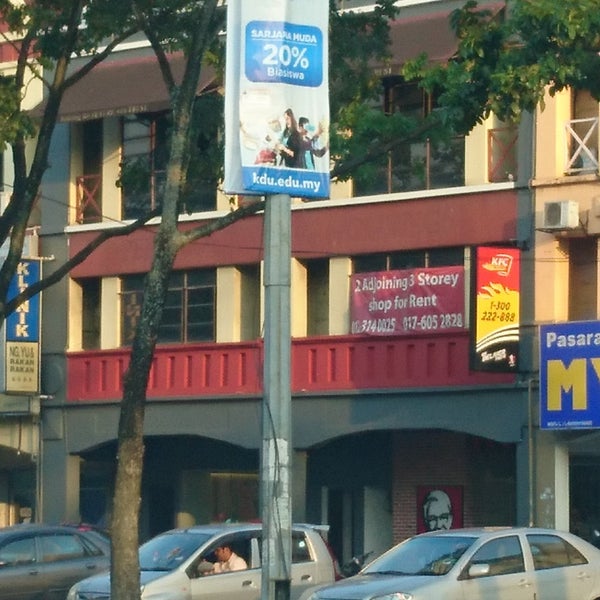 SARJANA MUDA
20%
Biasiswa
kdu.edu.my
KLINIK
NG, YU &
RAKAN
RAKAN
2 Adjoining 3 Storey
shop for Rent
017-605 2828
KFC
1-300
222-888
Pasara
MY